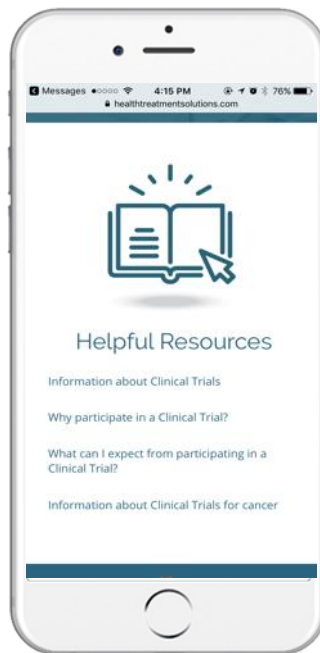 Messages 4:15 PM 76%
healthtreatmentsolutions.com
Helpful Resources
Information about Clinical Trials
Why participate in a Clinical Trial?
What can I expect from participating in a
Clinical Trial?
Information about Clinical Trials for cancer